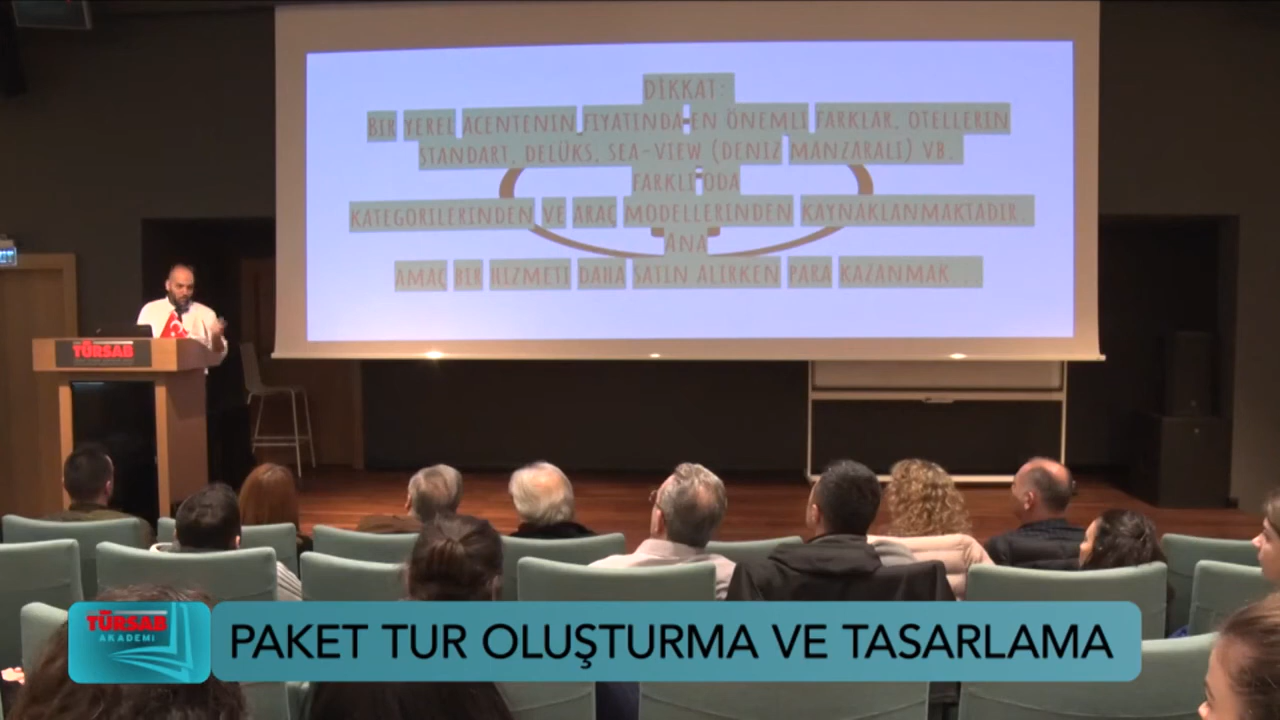 DİKKAT:
BIR YEREL ACENTENIN FIYATINDA EN ÖNEMLI FARKLAR, OTELLERIN
STANDART, DELÜKS, SEA-VIEW (DENIZ MANZARALI) VB.
FARKLI ODA
KATEGORILERINDEN VE ARAÇ MODELLERINDEN KAYNAKLANMAKTADIR.
ANA
AMAÇ BIR HIZMETI DAHA SATIN ALIRKEN PARA KAZANMAK...
TÜRSAB
TÜRSAB
AKADEMİ
PAKET TUR OLUŞTURMA VE TASARLAMA